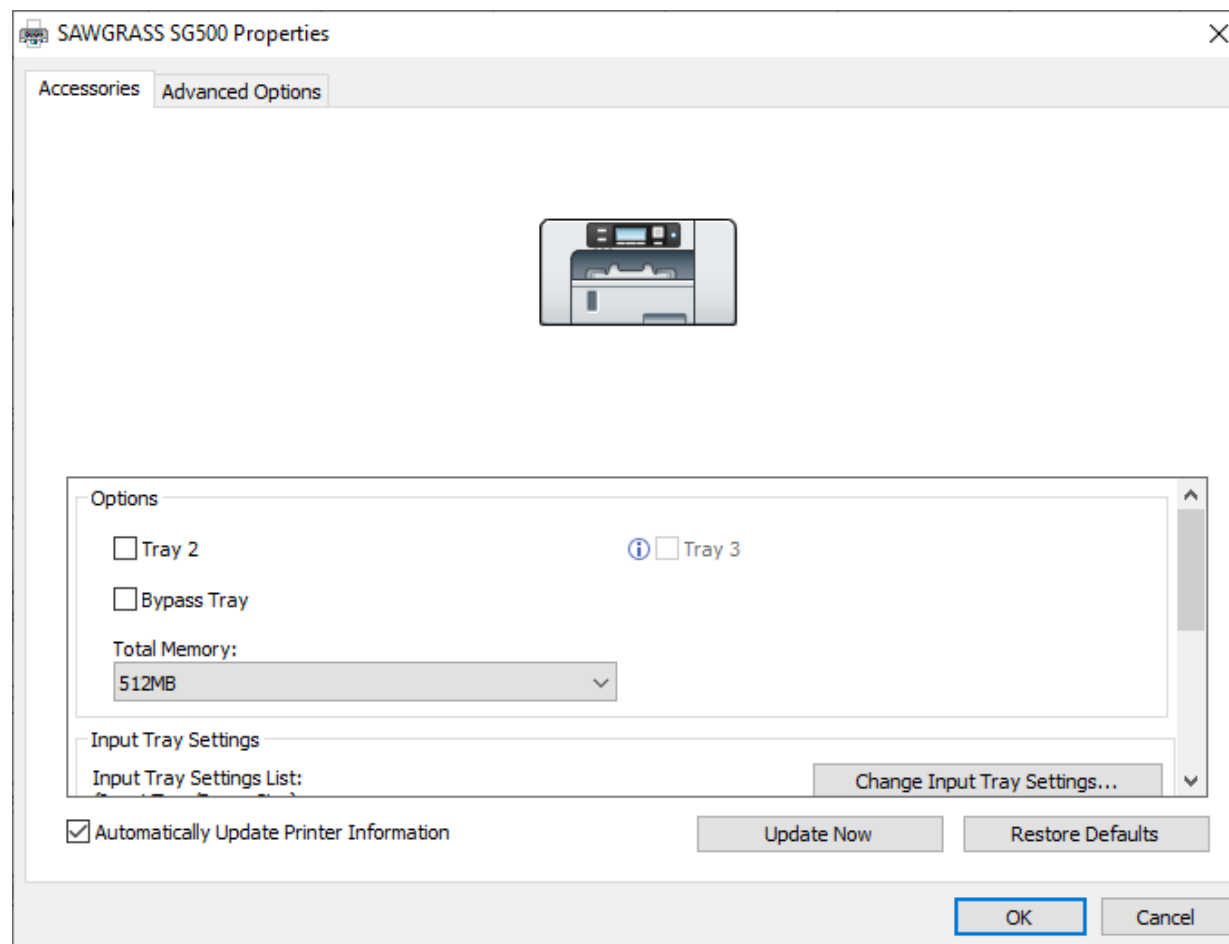 SAWGRASS SG500 Properties
Accessories
Advanced Options
Options
Tray 2
Tray 3
Bypass Tray
Total Memory:
512MB
Input Tray Settings
Input Tray Settings List:
Change Input Tray Settings...
Automatically Update Printer Information
Update Now
Restore Defaults
OK
Cancel